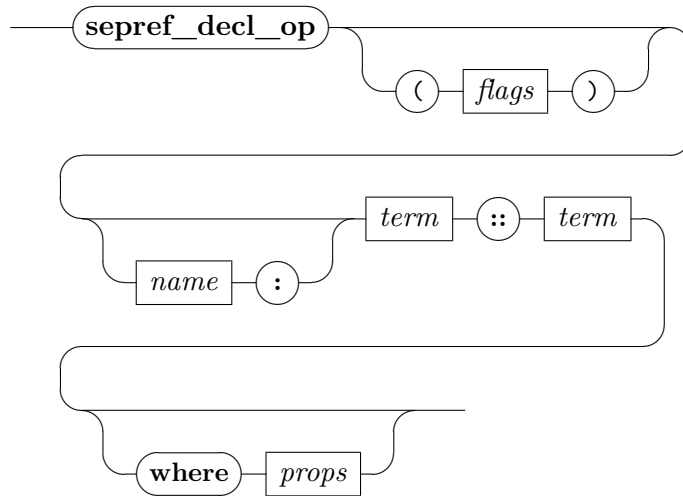 sepref_decl_op
( flags )
term :: term
name :
where props